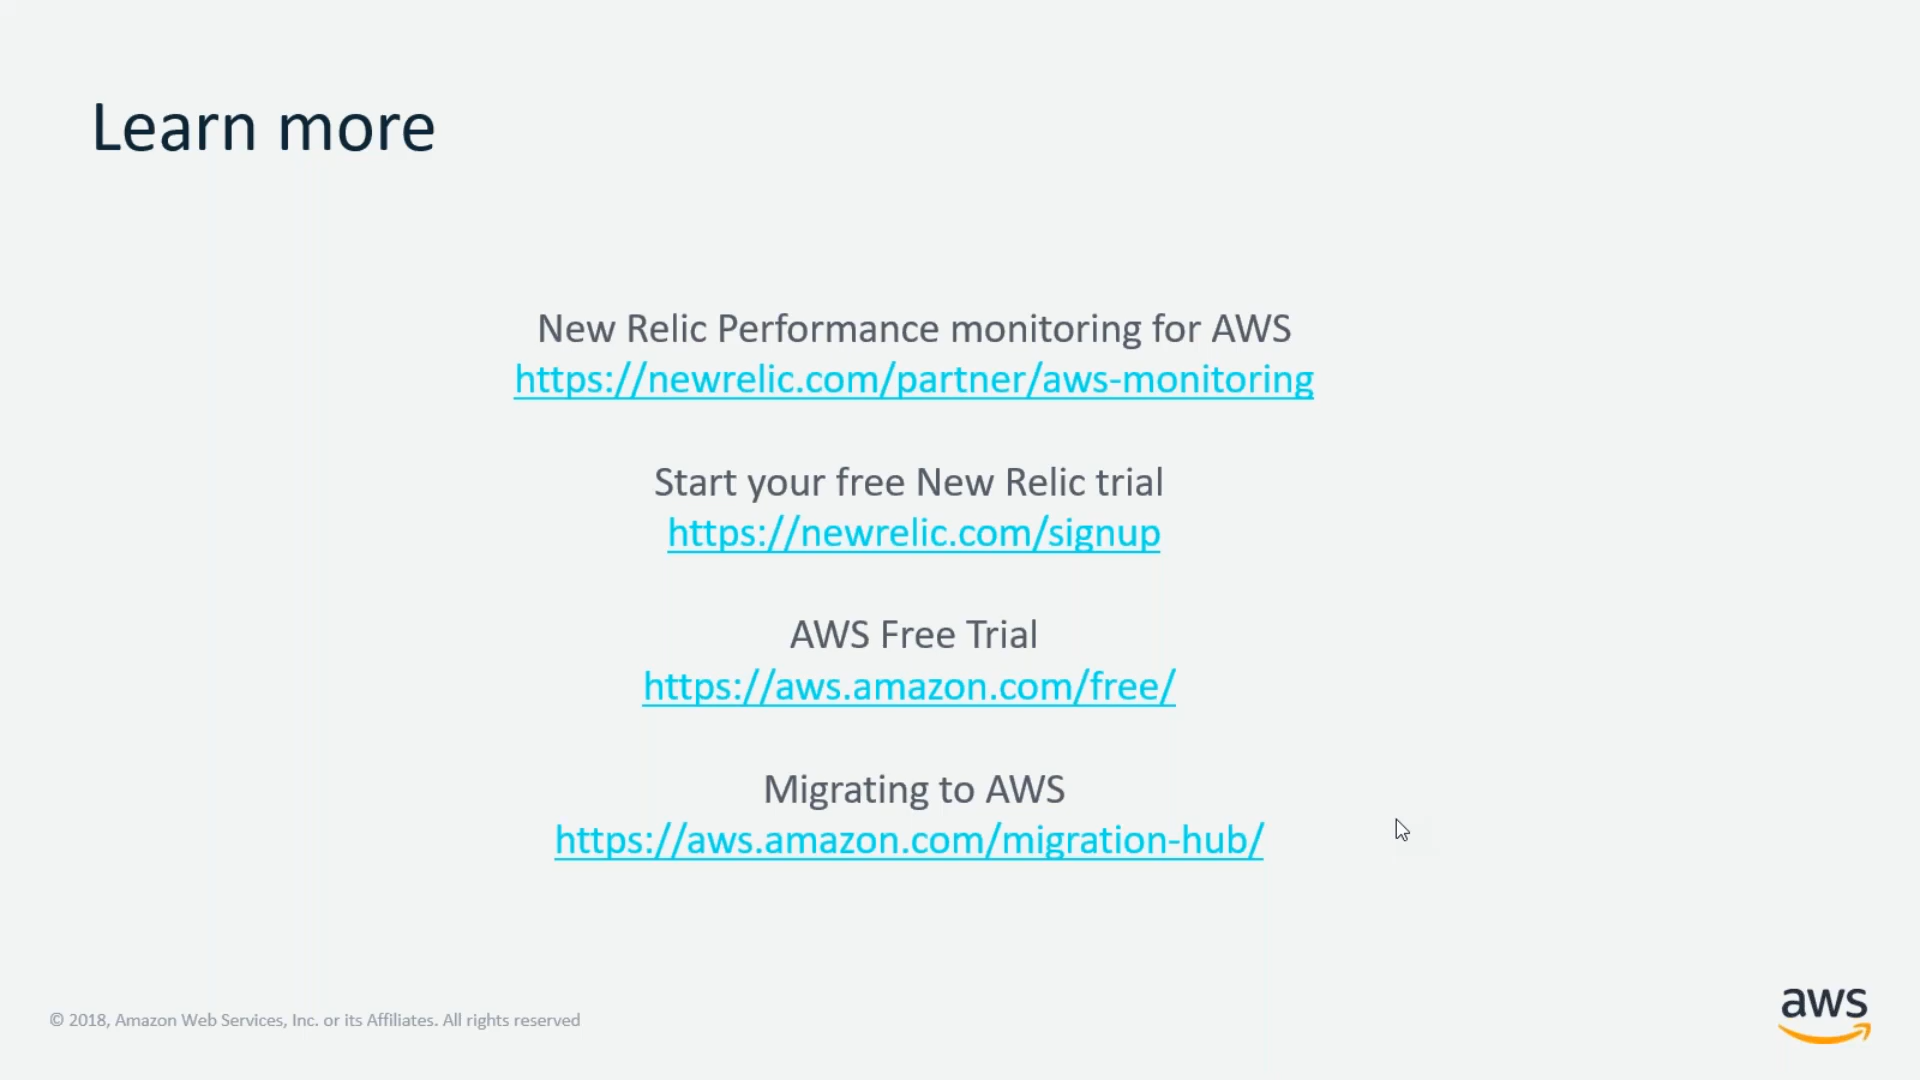 Learn more
New Relic Performance monitoring for AWS
https://newrelic.com/partner/aws-monitoring
Start your free New Relic trial
https://newrelic.com/signup
AWS Free Trial
https://aws.amazon.com/free/
Migrating to AWS
https://aws.amazon.com/migration-hub/
© 2018, Amazon Web Services, Inc. or its Affiliates. All rights reserved
aws